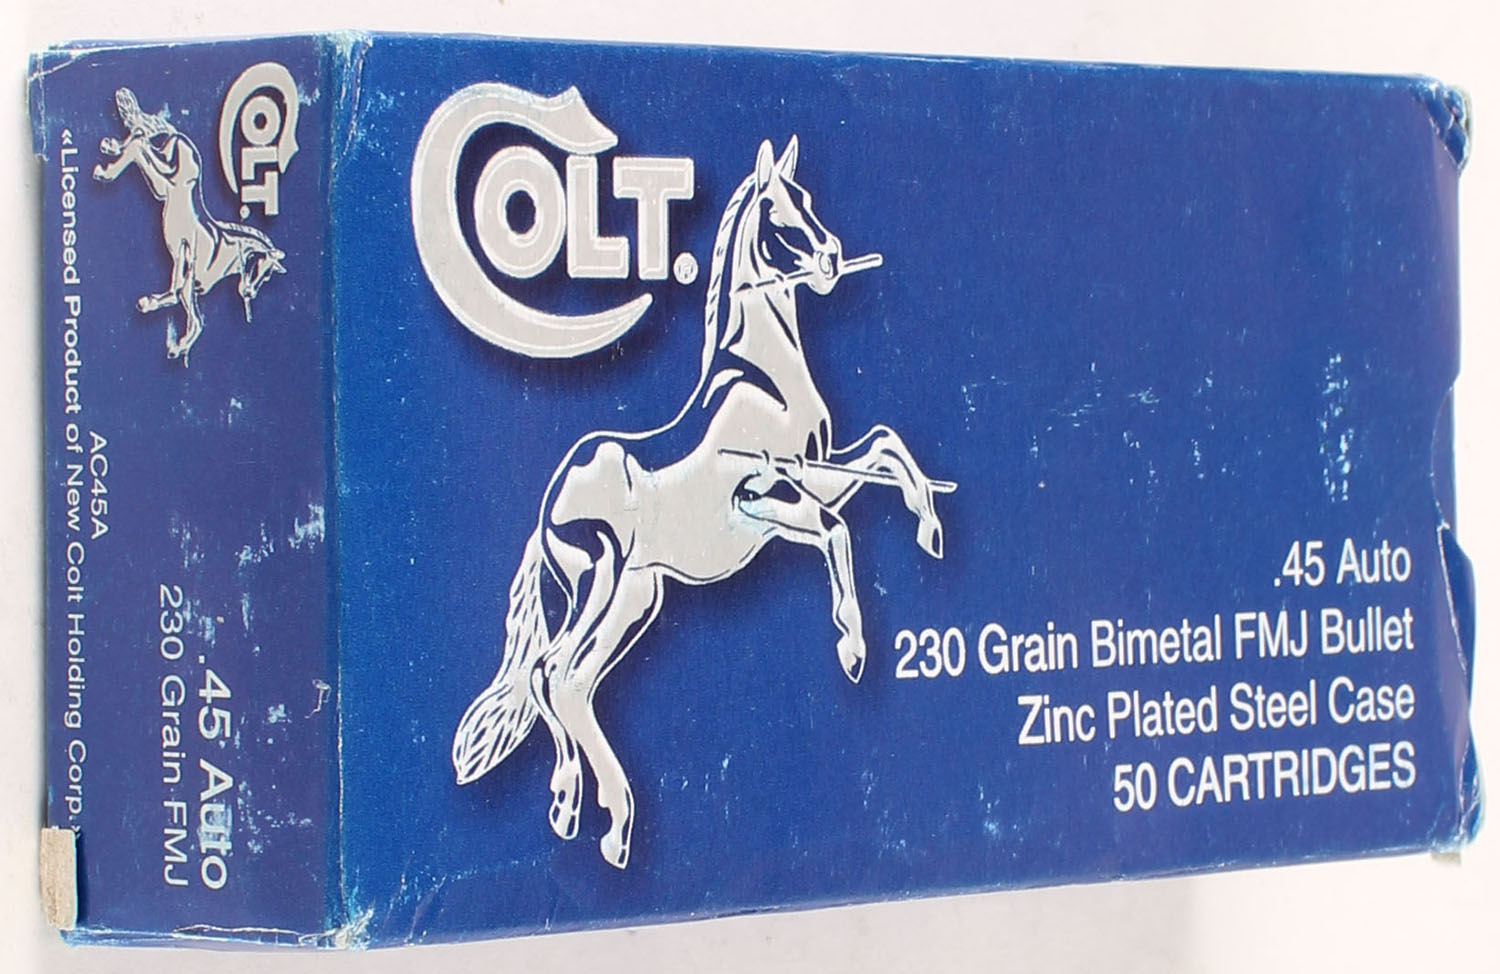 COLT®
.45 Auto
230 Grain Bimetal FMJ Bullet
Zinc Plated Steel Case
50 CARTRIDGES
COLT.
.45 Auto
230 Grain FMJ
AC45A
«Licensed Product of New Colt Holding Corp.»